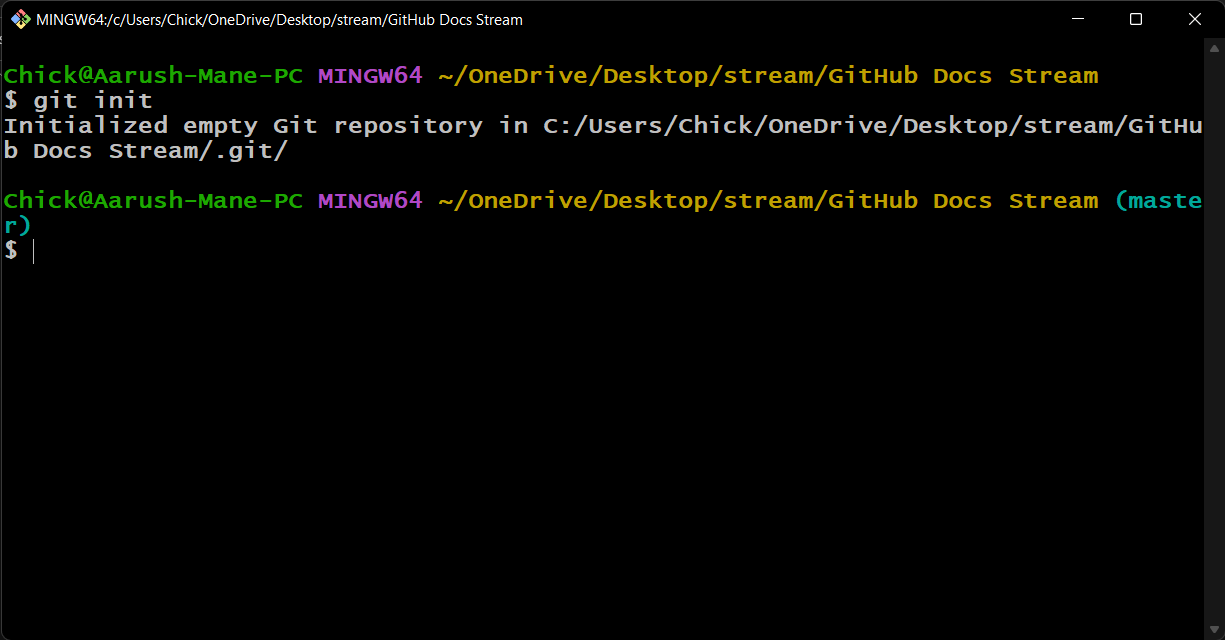 MINGW64:/c/Users/Chick/OneDrive/Desktop/stream/GitHub Docs Stream
Chick@Aarush-Mane-PC MINGW64 ~/OneDrive/Desktop/stream/GitHub Docs Stream
$ git init
Initialized empty Git repository in C:/Users/Chick/OneDrive/Desktop/stream/GitHu
b Docs Stream/.git/
Chick@Aarush-Mane-PC MINGW64 ~/OneDrive/Desktop/stream/GitHub Docs Stream (maste
r)
$